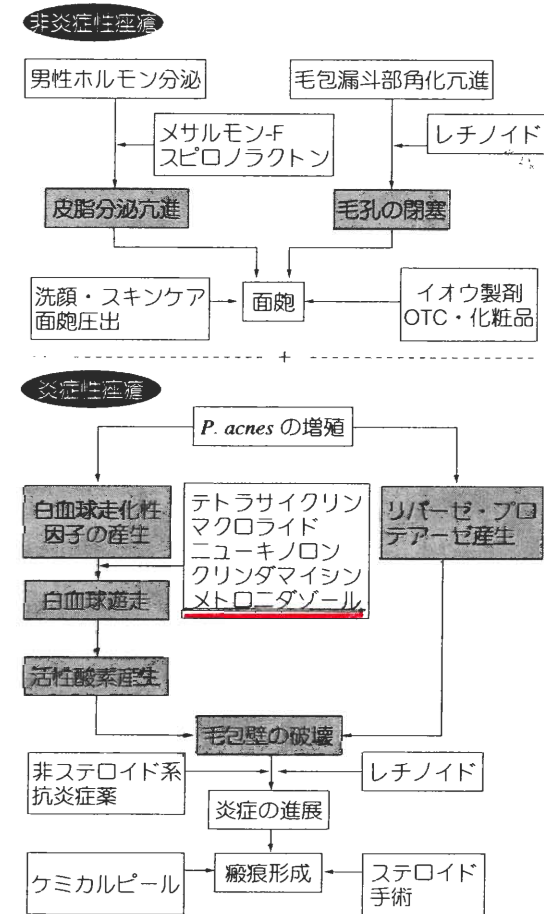 非炎症性痤瘡
男性ホルモン分泌
毛包漏斗部角化亢進
メサルモン-F
スピロノラクトン
レチノイド
皮脂分泌亢進
毛孔の閉塞
洗顔・スキンケア
面皰圧出
面皰
イオウ製剤
OTC・化粧品
+
炎症性痤瘡
P. acnes の増殖
白血球走化性
因子の産生
テトラサイクリン
マクロライド
ニューキノロン
クリンダマイシン
メトロニダゾール
リパーゼ・プロ
テアーゼ産生
白血球遊走
活性酸素産生
毛包壁の破壊
非ステロイド系
抗炎症薬
レチノイド
炎症の進展
ケミカルピール
瘢痕形成
ステロイド
手術